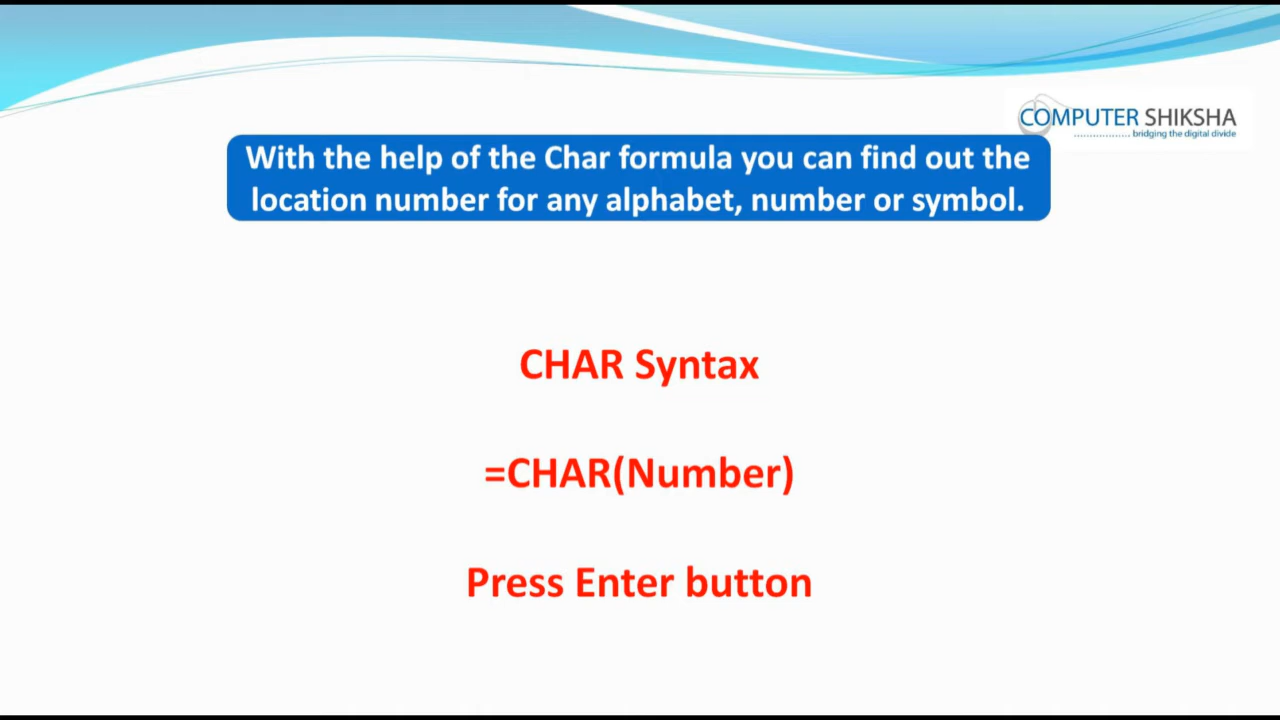 COMPUTER SHIKSHA
bridging the digital divide
With the help of the Char formula you can find out the
location number for any alphabet, number or symbol.
CHAR Syntax
=CHAR(Number)
Press Enter button